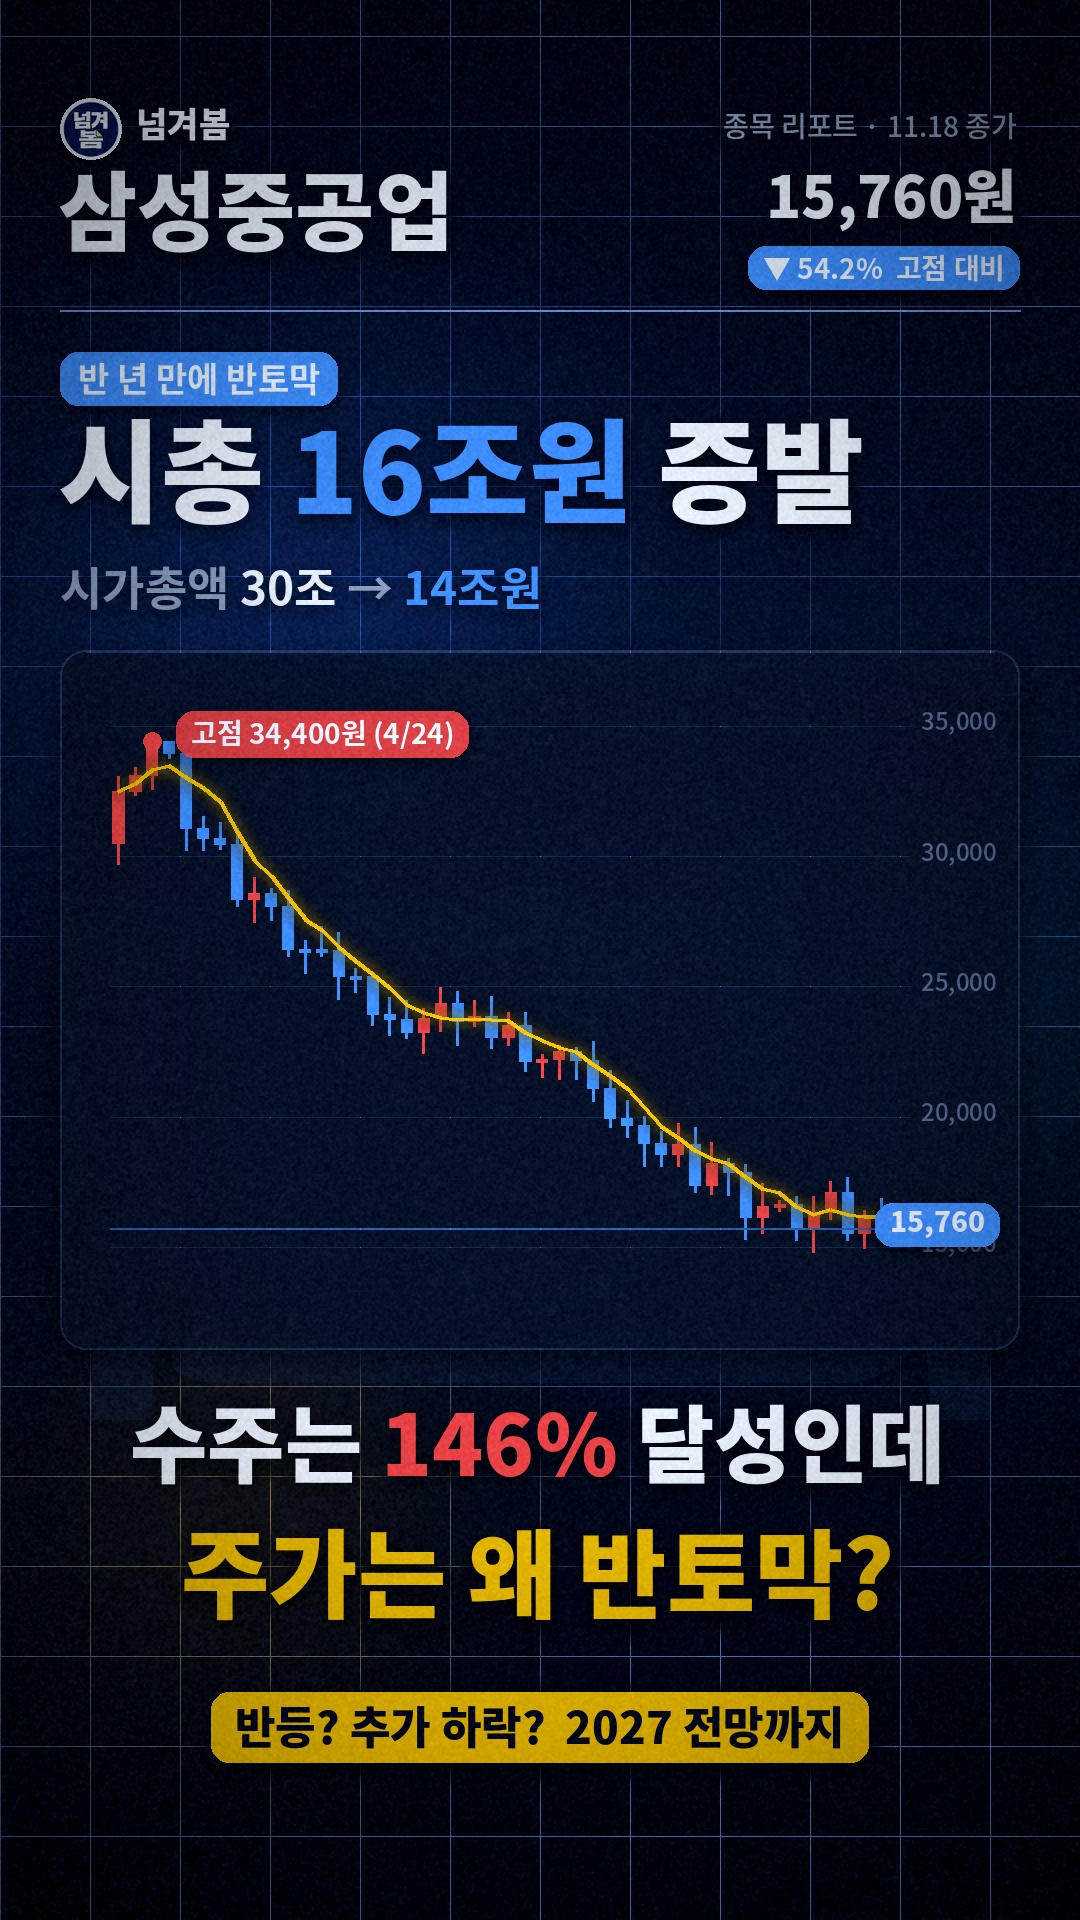 넘겨봄
넘겨봄
종목 리포트 · 11.18 종가
삼성중공업
15,760원
▼ 54.2% 고점 대비
반 년 만에 반토막
시총 16조원 증발
시가총액 30조 → 14조원
고점 34,400원 (4/24)
35,000
30,000
25,000
20,000
15,760
15,000
수주는 146% 달성인데
주가는 왜 반토막?
반등? 추가 하락? 2027 전망까지